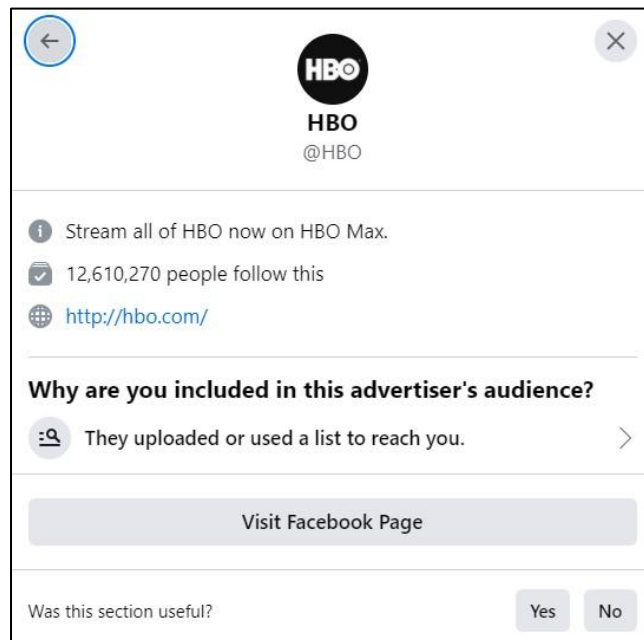 HBO
HBO
@HBO
Stream all of HBO now on HBO Max.
12,610,270 people follow this
http://hbo.com/
Why are you included in this advertiser's audience?
They uploaded or used a list to reach you.
Visit Facebook Page
Was this section useful? Yes No